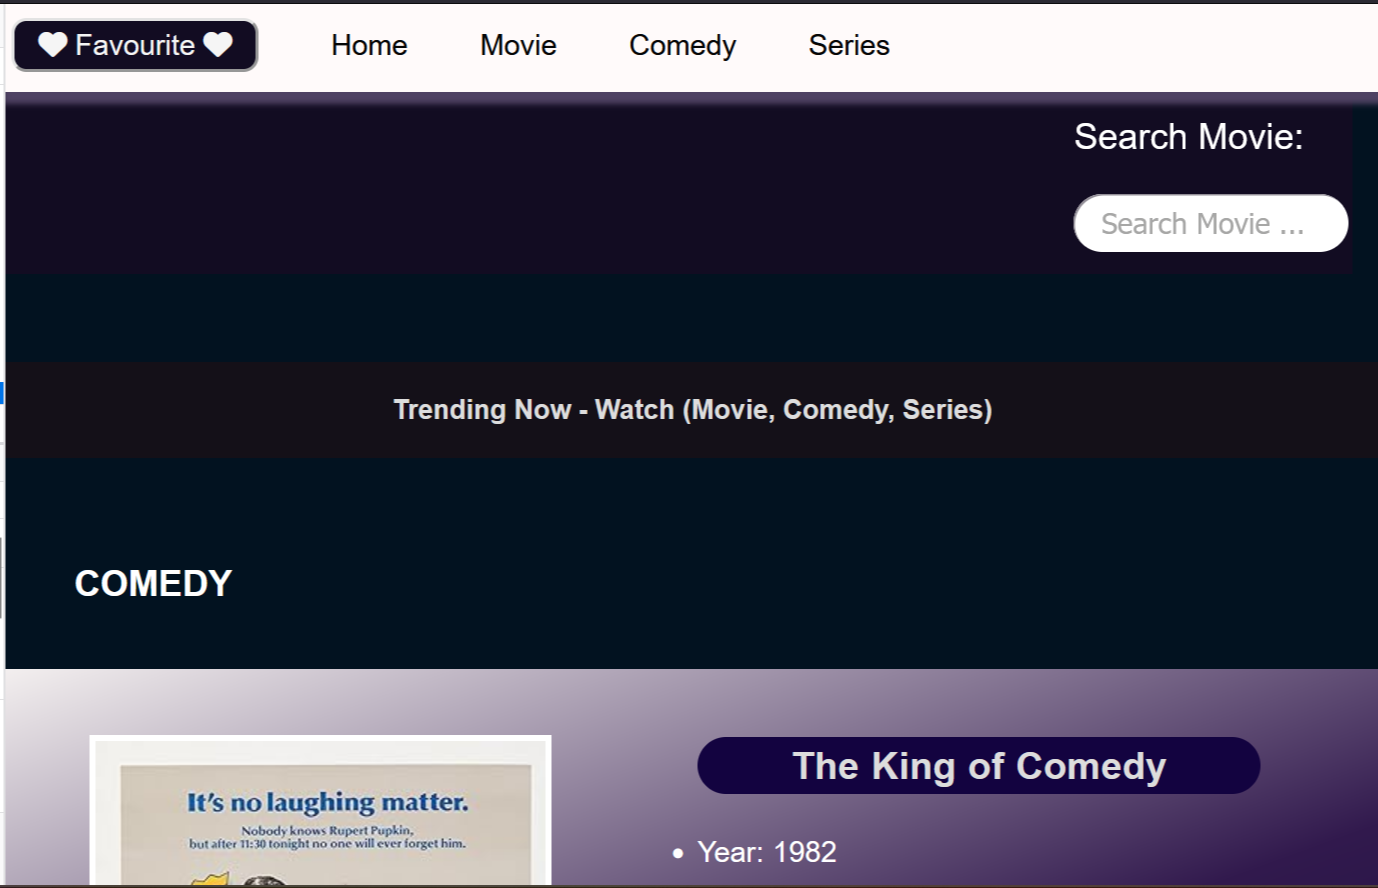 Favourite Home Movie Comedy Series
Search Movie:
Search Movie ...
Trending Now - Watch (Movie, Comedy, Series)
COMEDY
The King of Comedy
It's no laughing matter.
Nobody knows Rupert Pupkin,
but after 11:30 tonight no one will ever forget him.
Year: 1982